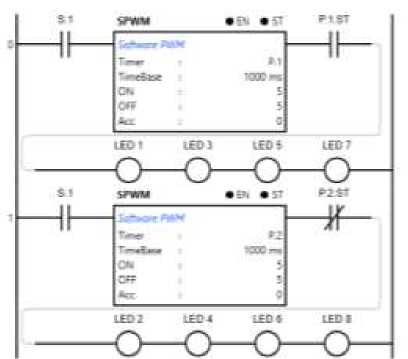 S:1 SPWM EN ST P:1.ST
0
Software PWM
Timer : P:1
TimeBase : 1000 ms
ON : 5
OFF : 5
Acc : 0
LED 1 LED 3 LED 5 LED 7
S:1 SPWM EN ST P:2.ST
1
Software PWM
Timer : P:2
TimeBase : 1000 ms
ON : 5
OFF : 5
Acc : 0
LED 2 LED 4 LED 6 LED 8